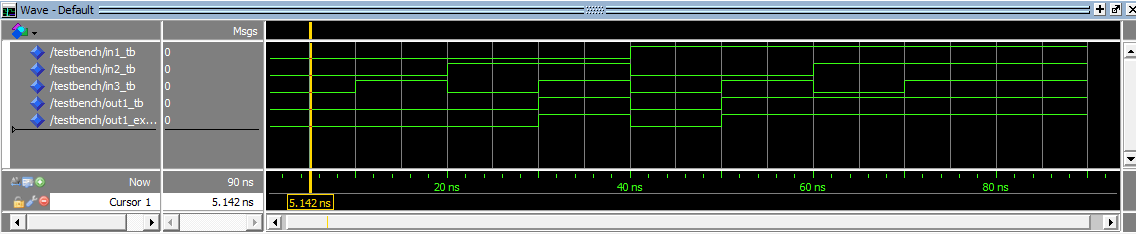 Wave - Default
Msgs
/testbench/in1_tb 0
/testbench/in2_tb 0
/testbench/in3_tb 0
/testbench/out1_tb 0
/testbench/out1_ex... 0
Now 90 ns 20 ns 40 ns 60 ns 80 ns
Cursor 1 5.142 ns 5.142 ns